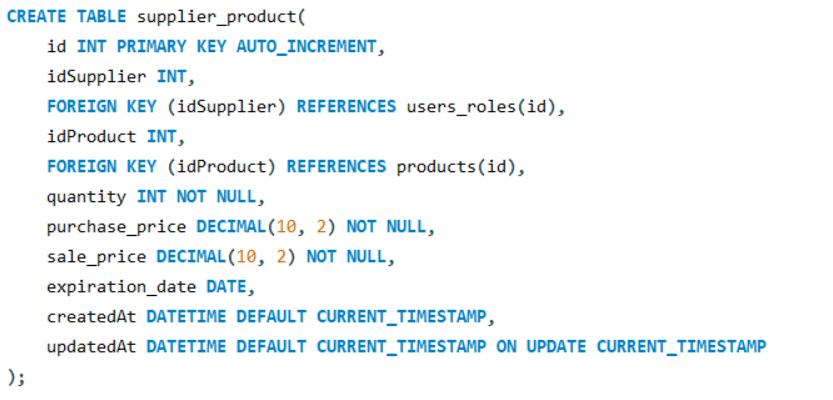 CREATE TABLE supplier_product(
    id INT PRIMARY KEY AUTO_INCREMENT,
    idSupplier INT,
    FOREIGN KEY (idSupplier) REFERENCES users_roles(id),
    idProduct INT,
    FOREIGN KEY (idProduct) REFERENCES products(id),
    quantity INT NOT NULL,
    purchase_price DECIMAL(10, 2) NOT NULL,
    sale_price DECIMAL(10, 2) NOT NULL,
    expiration_date DATE,
    createdAt DATETIME DEFAULT CURRENT_TIMESTAMP,
    updatedAt DATETIME DEFAULT CURRENT_TIMESTAMP ON UPDATE CURRENT_TIMESTAMP
);